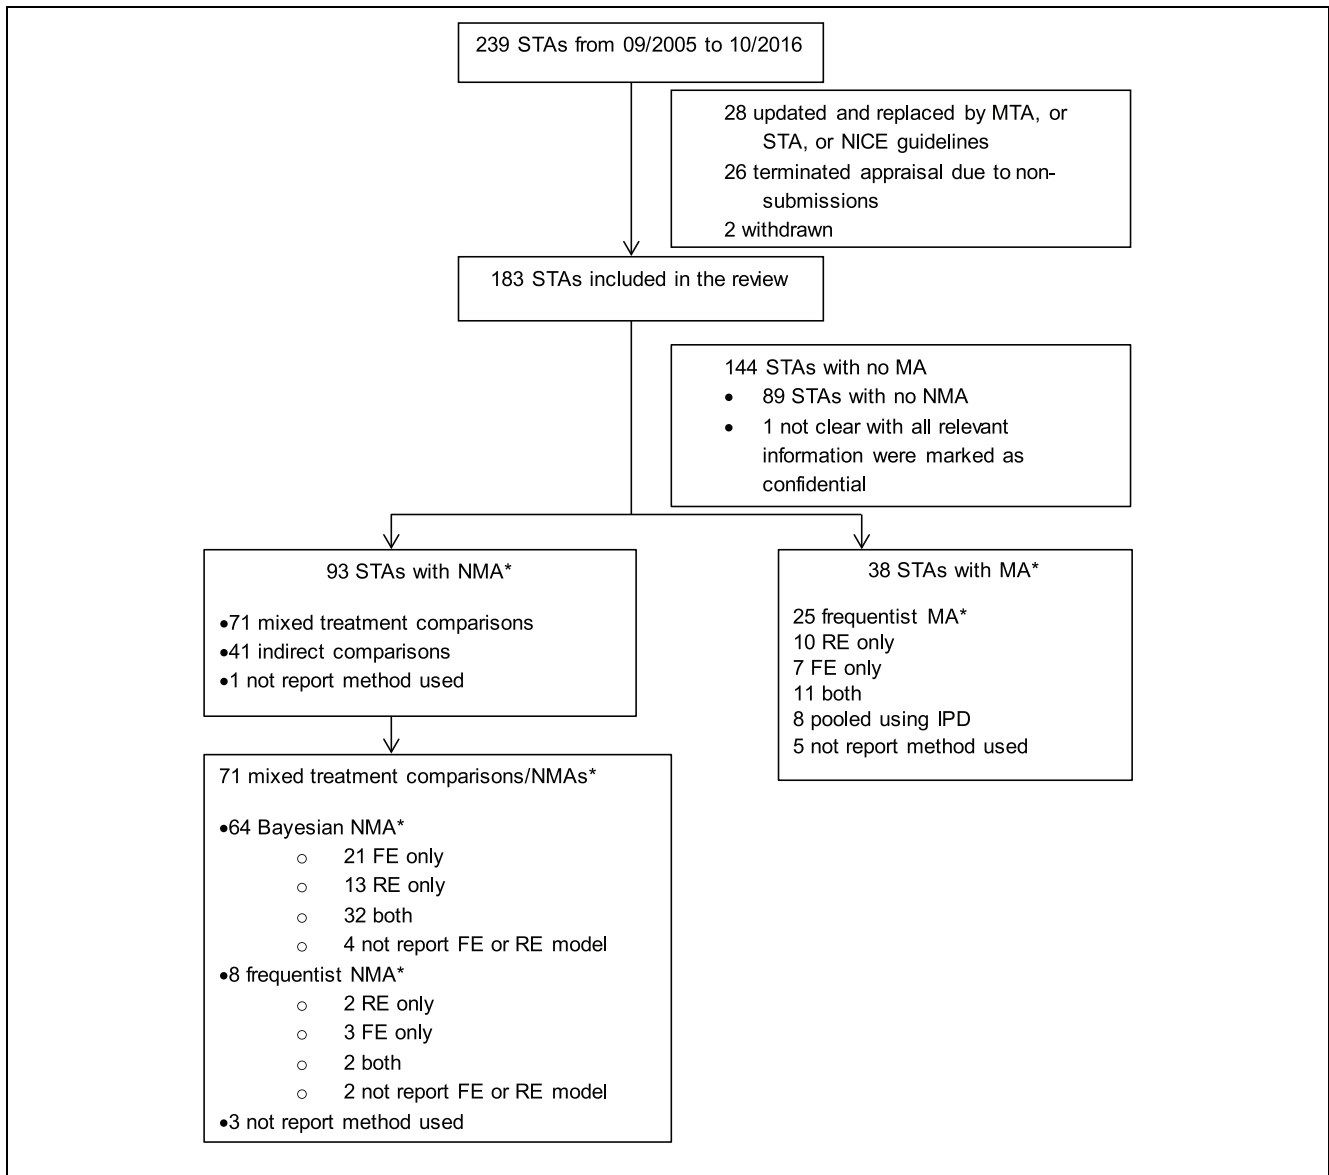 239 STAs from 09/2005 to 10/2016
28 updated and replaced by MTA, or
STA, or NICE guidelines
26 terminated appraisal due to non-
submissions
2 withdrawn
183 STAs included in the review
144 STAs with no MA
• 89 STAs with no NMA
• 1 not clear with all relevant
information were marked as
confidential
93 STAs with NMA*
•71 mixed treatment comparisons
•41 indirect comparisons
•1 not report method used
38 STAs with MA*
25 frequentist MA*
10 RE only
7 FE only
11 both
8 pooled using IPD
5 not report method used
71 mixed treatment comparisons/NMAs*
•64 Bayesian NMA*
○ 21 FE only
○ 13 RE only
○ 32 both
○ 4 not report FE or RE model
•8 frequentist NMA*
○ 2 RE only
○ 3 FE only
○ 2 both
○ 2 not report FE or RE model
•3 not report method used